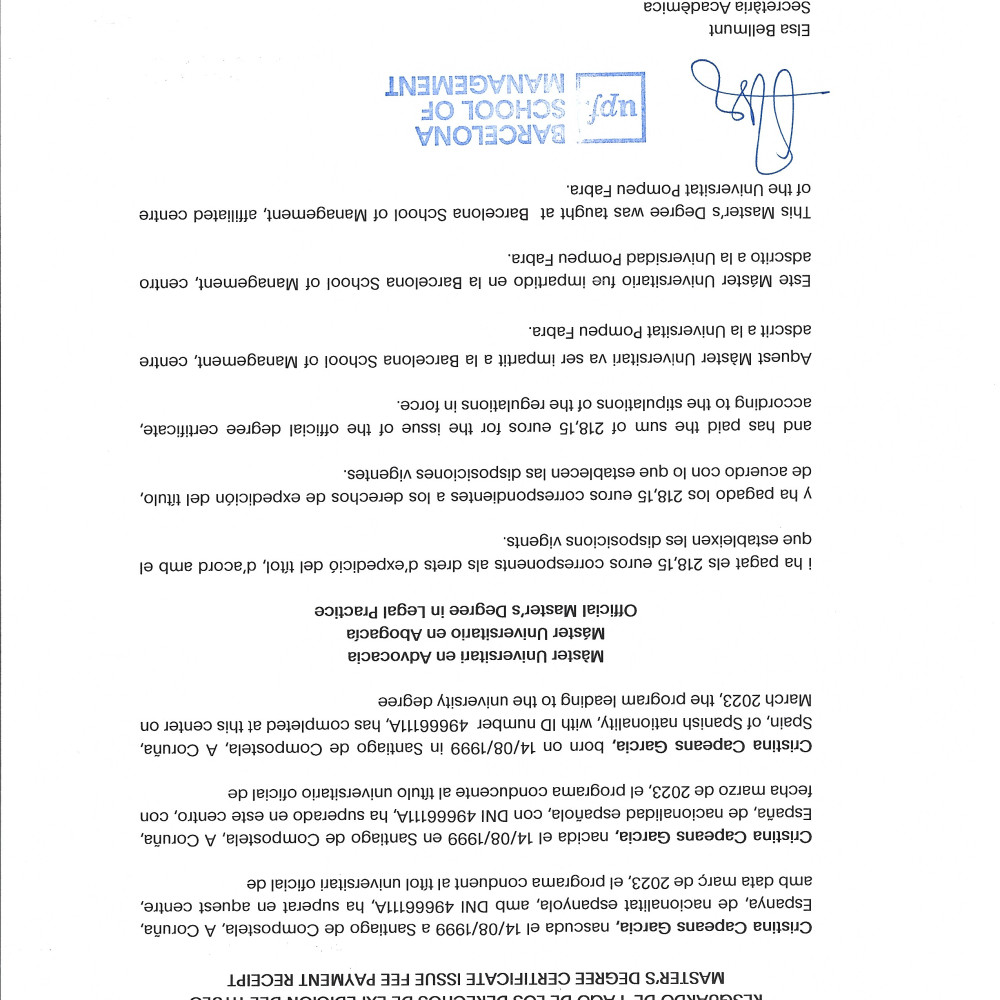 RESGUARDO DE PAGO DE LOS DERECHOS DE EXPEDICIÓN DEL TÍTULO
MASTER'S DEGREE CERTIFICATE ISSUE FEE PAYMENT RECEIPT
Cristina Capeans Garcia, nascuda el 14/08/1999 a Santiago de Compostela, A Coruña,
Espanya, de nacionalitat espanyola, amb DNI 49666111A, ha superat en aquest centre,
amb data març de 2023, el programa conduent al títol universitari oficial de
Cristina Capeans Garcia, nacida el 14/08/1999 en Santiago de Compostela, A Coruña,
España, de nacionalidad española, con DNI 49666111A, ha superado en este centro, con
fecha marzo de 2023, el programa conducente al título universitario oficial de
Cristina Capeans Garcia, born on 14/08/1999 in Santiago de Compostela, A Coruña,
Spain, of Spanish nationality, with ID number 49666111A, has completed at this center on
March 2023, the program leading to the university degree
Màster Universitari en Advocacia
Máster Universitario en Abogacía
Official Master's Degree in Legal Practice
i ha pagat els 218,15 euros corresponents als drets d'expedició del títol, d'acord amb el
que estableixen les disposicions vigents.
y ha pagado los 218,15 euros correspondientes a los derechos de expedición del título,
de acuerdo con lo que establecen las disposiciones vigentes.
and has paid the sum of 218,15 euros for the issue of the official degree certificate,
according to the stipulations of the regulations in force.
Aquest Màster Universitari va ser impartit a la Barcelona School of Management, centre
adscrit a la Universitat Pompeu Fabra.
Este Máster Universitario fue impartido en la Barcelona School of Management, centro
adscrito a la Universidad Pompeu Fabra.
This Master's Degree was taught at Barcelona School of Management, affiliated centre
of the Universitat Pompeu Fabra.
upf.
BARCELONA
SCHOOL OF
MANAGEMENT
Elsa Bellmunt
Secretària Acadèmica